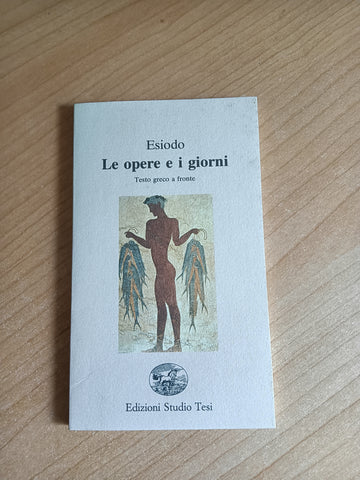 Esiodo
Le opere e i giorni
Testo greco a fronte
Edizioni Studio Tesi